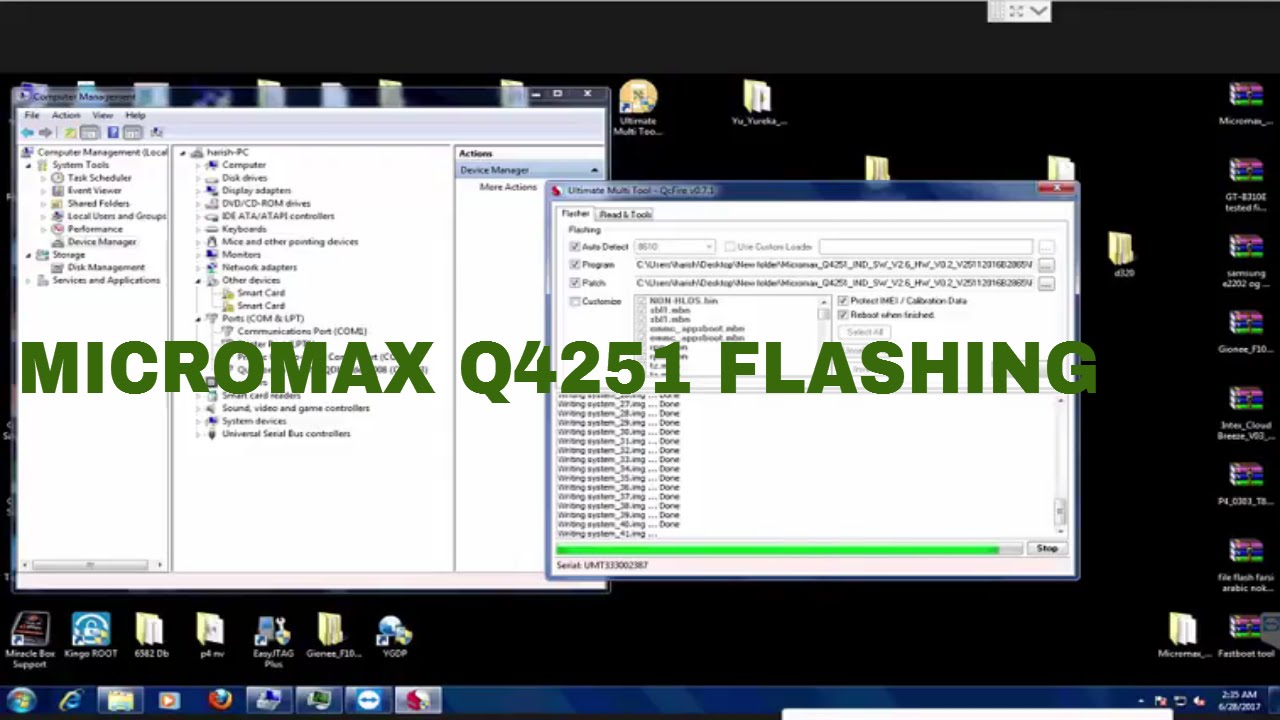 Computer Management
File Action View Help
Computer Management (Local
System Tools
Task Scheduler
Event Viewer
Shared Folders
Local Users and Groups
Performance
Device Manager
Storage
Disk Management
Services and Applications
harish-PC
Computer
Disk drives
Display adapters
DVD/CD-ROM drives
IDE ATA/ATAPI controllers
Keyboards
Mice and other pointing devices
Monitors
Network adapters
Other devices
Smart Card
Smart Card
Ports (COM & LPT)
Communications Port (COM1)
Smart card readers
Sound, video and game controllers
System devices
Universal Serial Bus controllers
Actions
Device Manager
More Actions
Ultimate
Multi Too...
Yu_Yureka_...
Ultimate Multi Tool - QcFire v0.7.1
Flasher Read & Tools
Flashing
Auto Detect 8610 Use Custom Loader
Program C:\Users\harish\Desktop\New folder\Micromax_Q4251_IND_SW_V2.6_HW_V0.2_V25112016B2865\
Patch C:\Users\harish\Desktop\New folder\Micromax_Q4251_IND_SW_V2.6_HW_V0.2_V25112016B2865\
Customize
NON-HLOS.bin
sbl1.mbn
sbl1.mbn
emmc_appsboot.mbn
emmc_appsboot.mbn
Protect IMEI / Calibration Data
Reboot when finished.
Select All
MICROMAX Q4251 FLASHING
Writing system_27.img ... Done
Writing system_28.img ... Done
Writing system_29.img ... Done
Writing system_30.img ... Done
Writing system_31.img ... Done
Writing system_32.img ... Done
Writing system_33.img ... Done
Writing system_34.img ... Done
Writing system_35.img ... Done
Writing system_36.img ... Done
Writing system_37.img ... Done
Writing system_38.img ... Done
Writing system_39.img ... Done
Writing system_40.img ... Done
Writing system_41.img ...
Stop
Serial: UMT333002387
d320
Micromax_...
GT-B310E
tested fi...
samsung
e2202 og ...
Gionee_F10...
Intex_Cloud
Breeze_V03_...
P4_0303_T8...
file flash farsi
arabic nok...
Miracle Box
Support
Kingo ROOT
6582 Db
p4 nv
EasyJTAG
Plus
Gionee_F10...
YGDP
Micromax_...
Fastboot tool
2:35 AM
6/28/2017